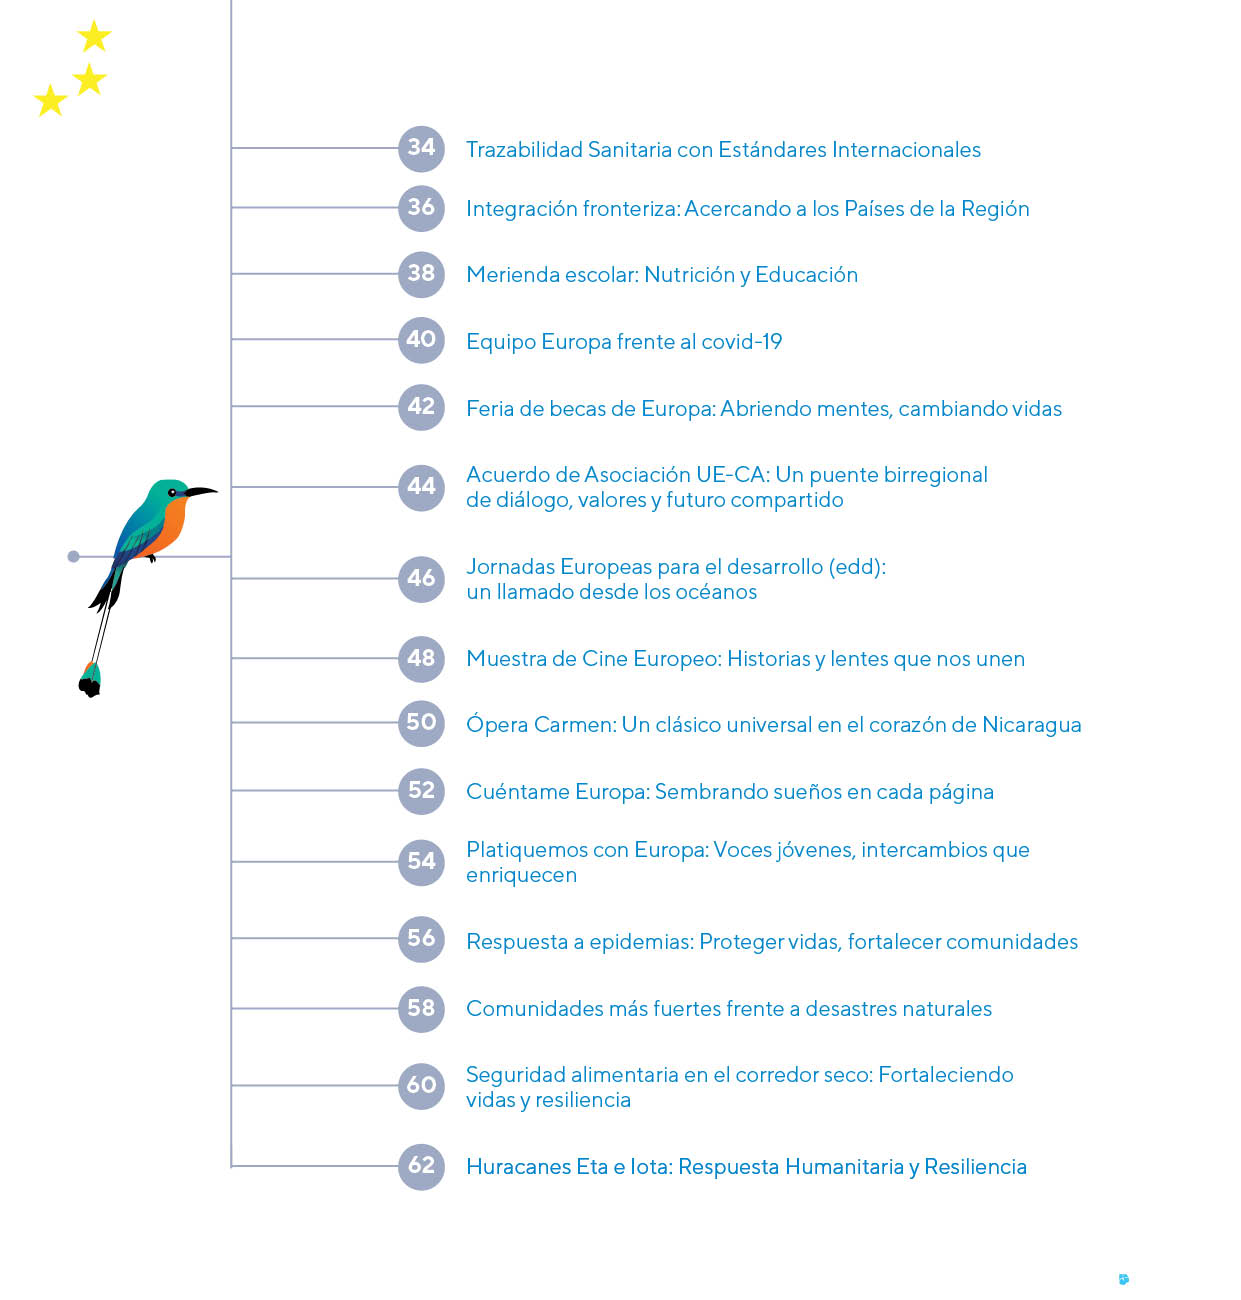 34 Trazabilidad Sanitaria con Estándares Internacionales
36 Integración fronteriza: Acercando a los Países de la Región
38 Merienda escolar: Nutrición y Educación
40 Equipo Europa frente al covid-19
42 Feria de becas de Europa: Abriendo mentes, cambiando vidas
44 Acuerdo de Asociación UE-CA: Un puente birregional
de diálogo, valores y futuro compartido
46 Jornadas Europeas para el desarrollo (edd):
un llamado desde los océanos
48 Muestra de Cine Europeo: Historias y lentes que nos unen
50 Ópera Carmen: Un clásico universal en el corazón de Nicaragua
52 Cuéntame Europa: Sembrando sueños en cada página
54 Platiquemos con Europa: Voces jóvenes, intercambios que
enriquecen
56 Respuesta a epidemias: Proteger vidas, fortalecer comunidades
58 Comunidades más fuertes frente a desastres naturales
60 Seguridad alimentaria en el corredor seco: Fortaleciendo
vidas y resiliencia
62 Huracanes Eta e Iota: Respuesta Humanitaria y Resiliencia